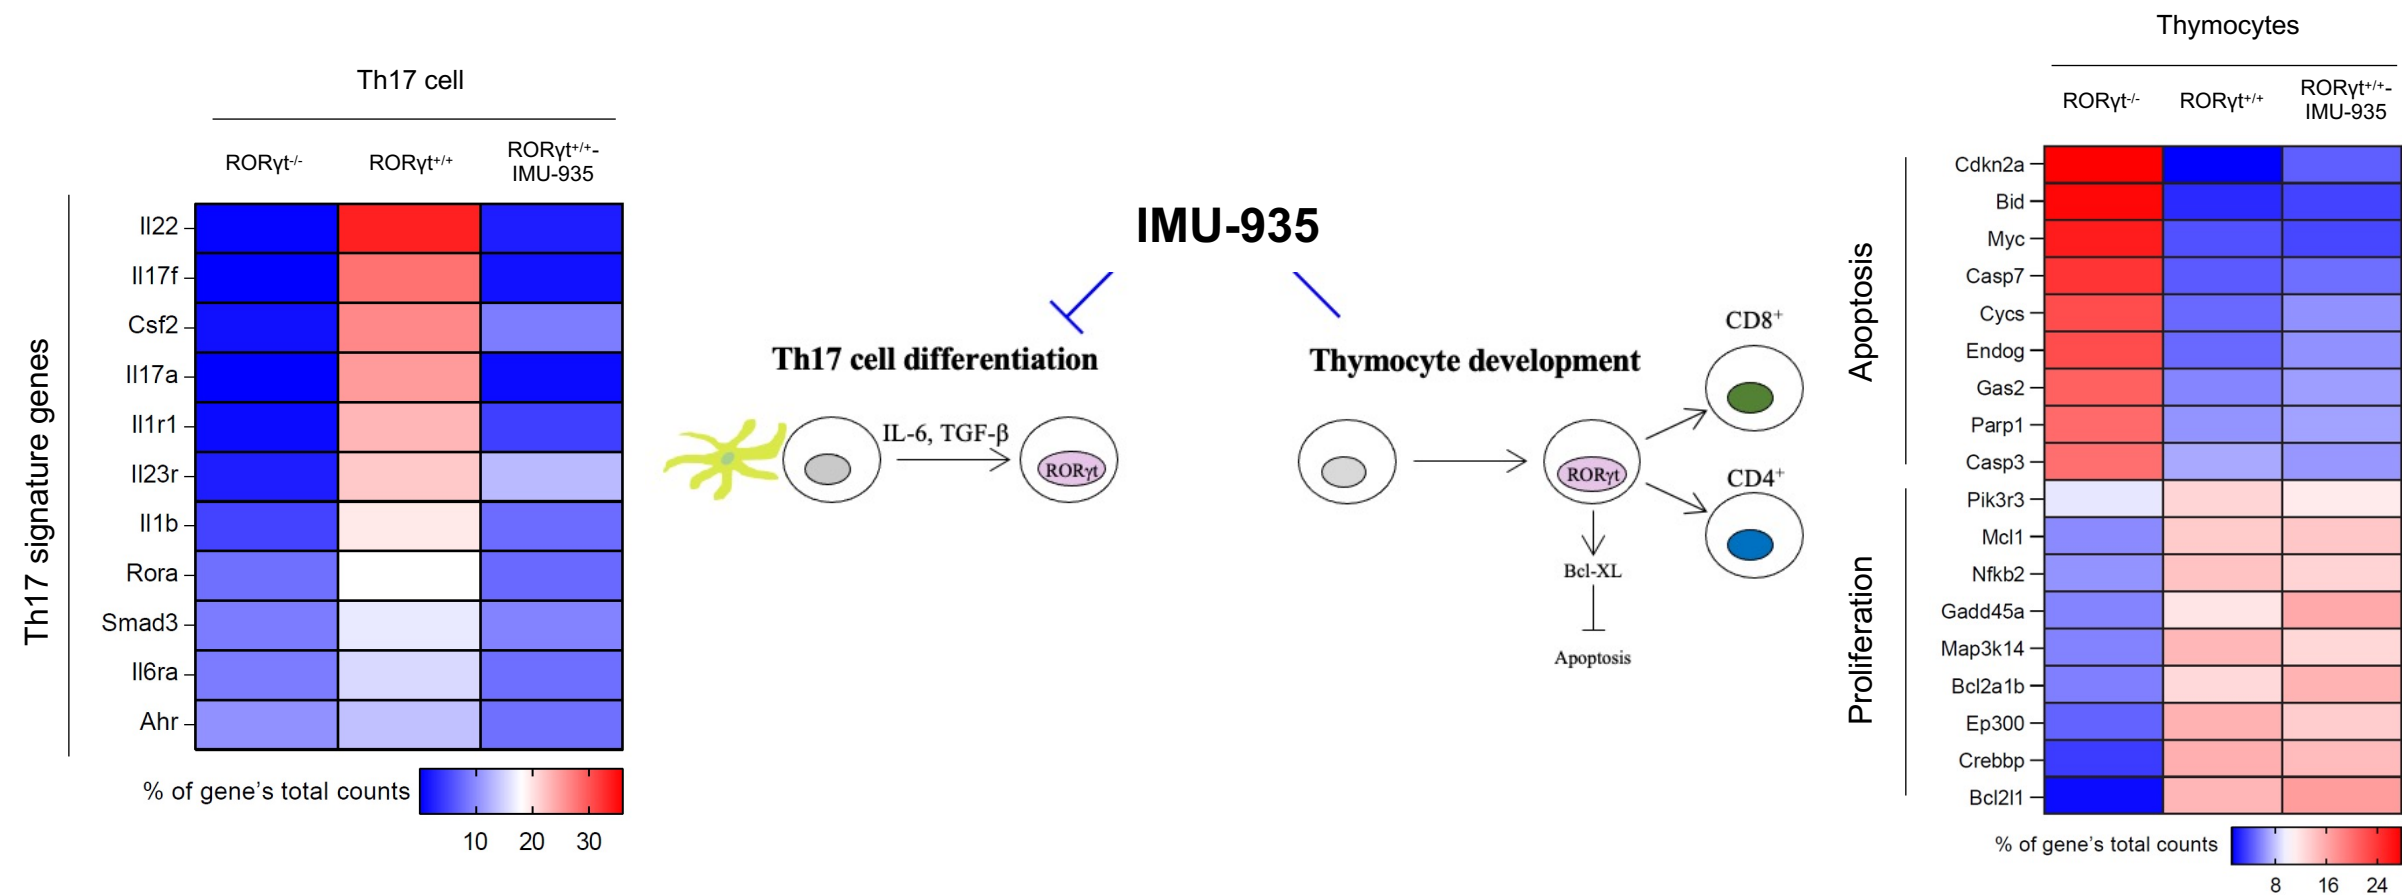 Th17 cell
RORγt-/-
RORγt+/+
RORγt+/+-
IMU-935
Th17 signature genes
Il22
Il17f
Csf2
Il17a
Il1r1
Il23r
Il1b
Rora
Smad3
Il6ra
Ahr
% of gene’s total counts
10 20 30
IMU-935
Th17 cell differentiation
IL-6, TGF-β
RORγt
Thymocyte development
RORγt
CD8+
CD4+
Bcl-XL
Apoptosis
Thymocytes
RORγt-/-
RORγt+/+
RORγt+/+-
IMU-935
Apoptosis
Cdkn2a
Bid
Myc
Casp7
Cycs
Endog
Gas2
Parp1
Casp3
Proliferation
Pik3r3
Mcl1
Nfkb2
Gadd45a
Map3k14
Bcl2a1b
Ep300
Crebbp
Bcl2l1
% of gene’s total counts
8 16 24